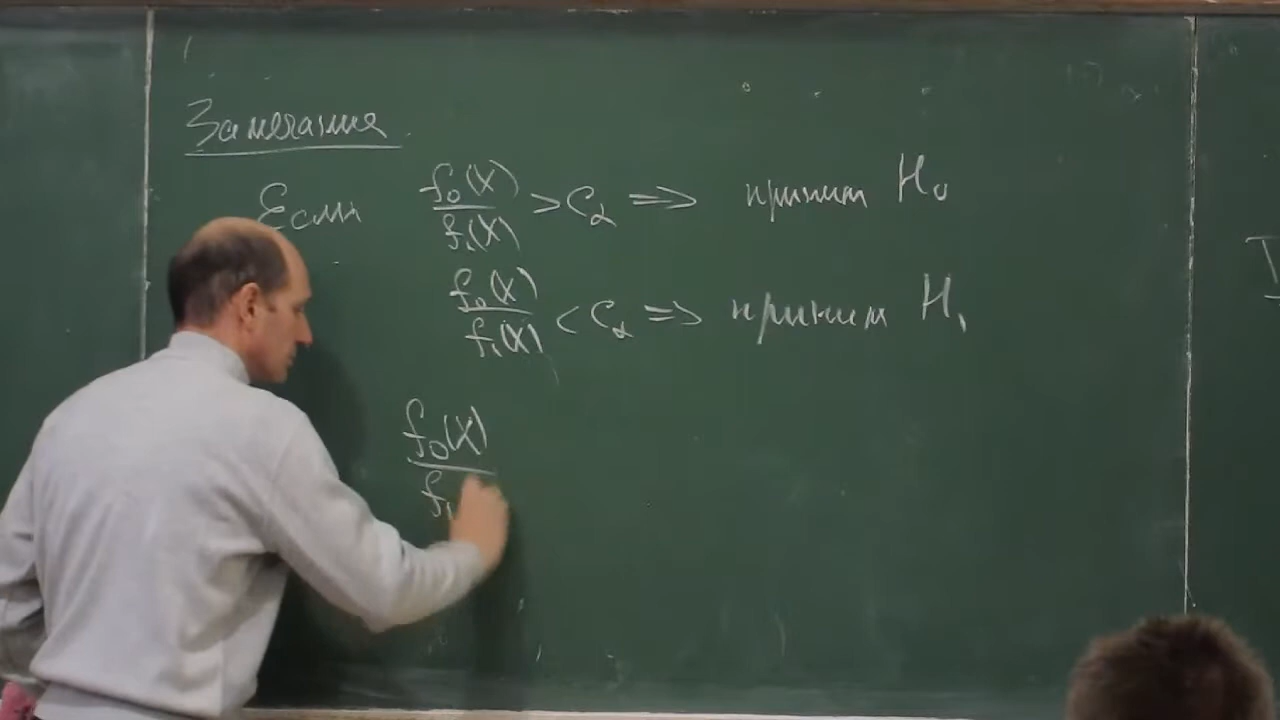 Замечание.
Если f₀(X)/f₁(X) > C_α ⇒ приним H₀
f₀(X)/f₁(X) < C_α ⇒ приним H₁
f₀(X)/f₁